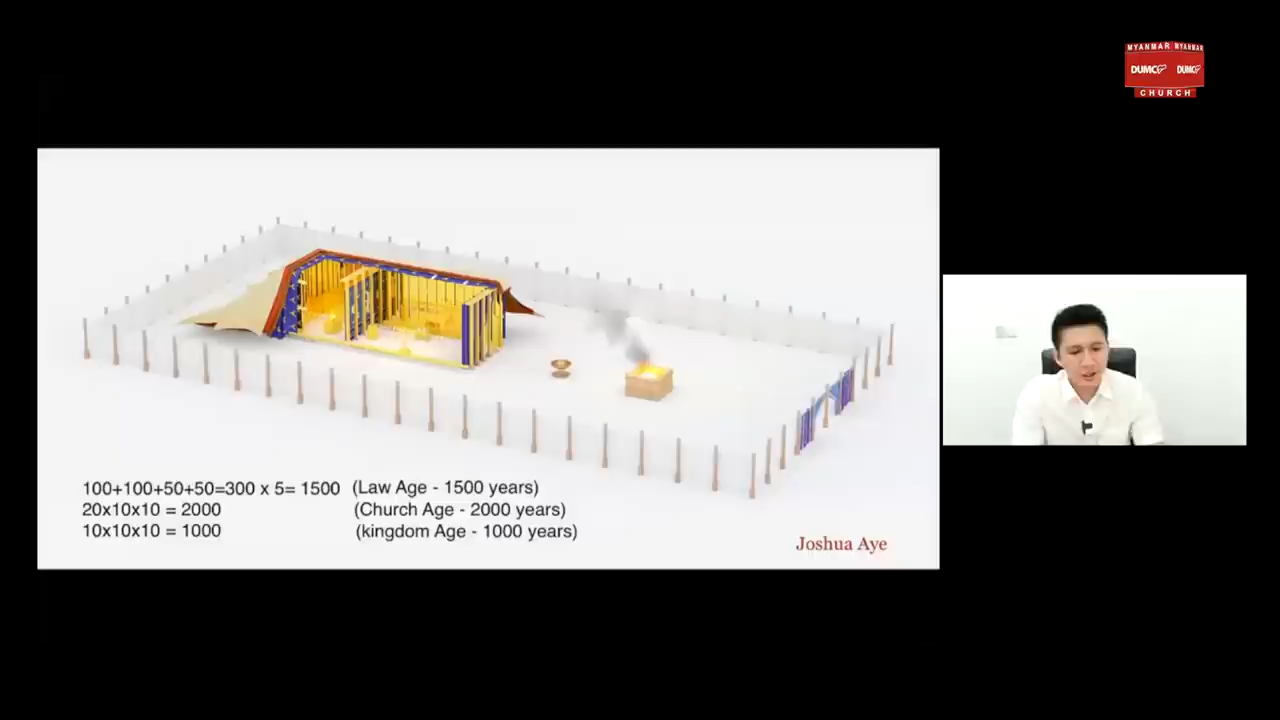 MYANMAR MYANMAR
DUMC DUMC
CHURCH
100+100+50+50=300 x 5= 1500 (Law Age - 1500 years)
20x10x10 = 2000 (Church Age - 2000 years)
10x10x10 = 1000 (kingdom Age - 1000 years)
Joshua Aye